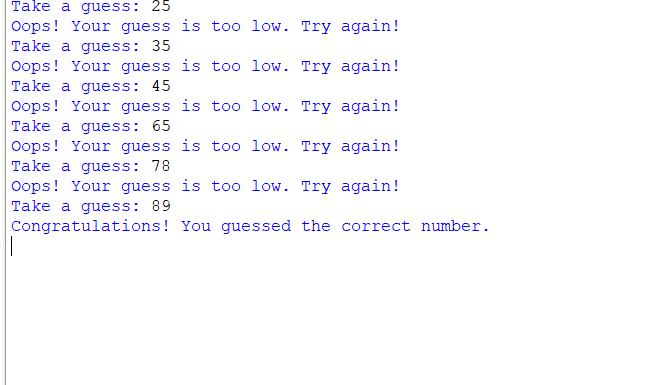 Take a guess: 25
Oops! Your guess is too low. Try again!
Take a guess: 35
Oops! Your guess is too low. Try again!
Take a guess: 45
Oops! Your guess is too low. Try again!
Take a guess: 65
Oops! Your guess is too low. Try again!
Take a guess: 78
Oops! Your guess is too low. Try again!
Take a guess: 89
Congratulations! You guessed the correct number.